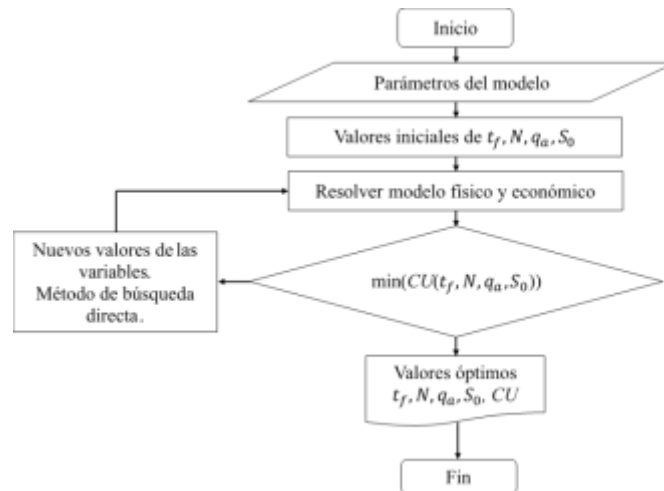 Inicio
Parámetros del modelo
Valores iniciales de t_f, N, q_a, S_0
Resolver modelo físico y económico
Nuevos valores de las
variables.
Método de búsqueda
directa.
min(CU(t_f, N, q_a, S_0))
Valores óptimos
t_f, N, q_a, S_0, CU
Fin